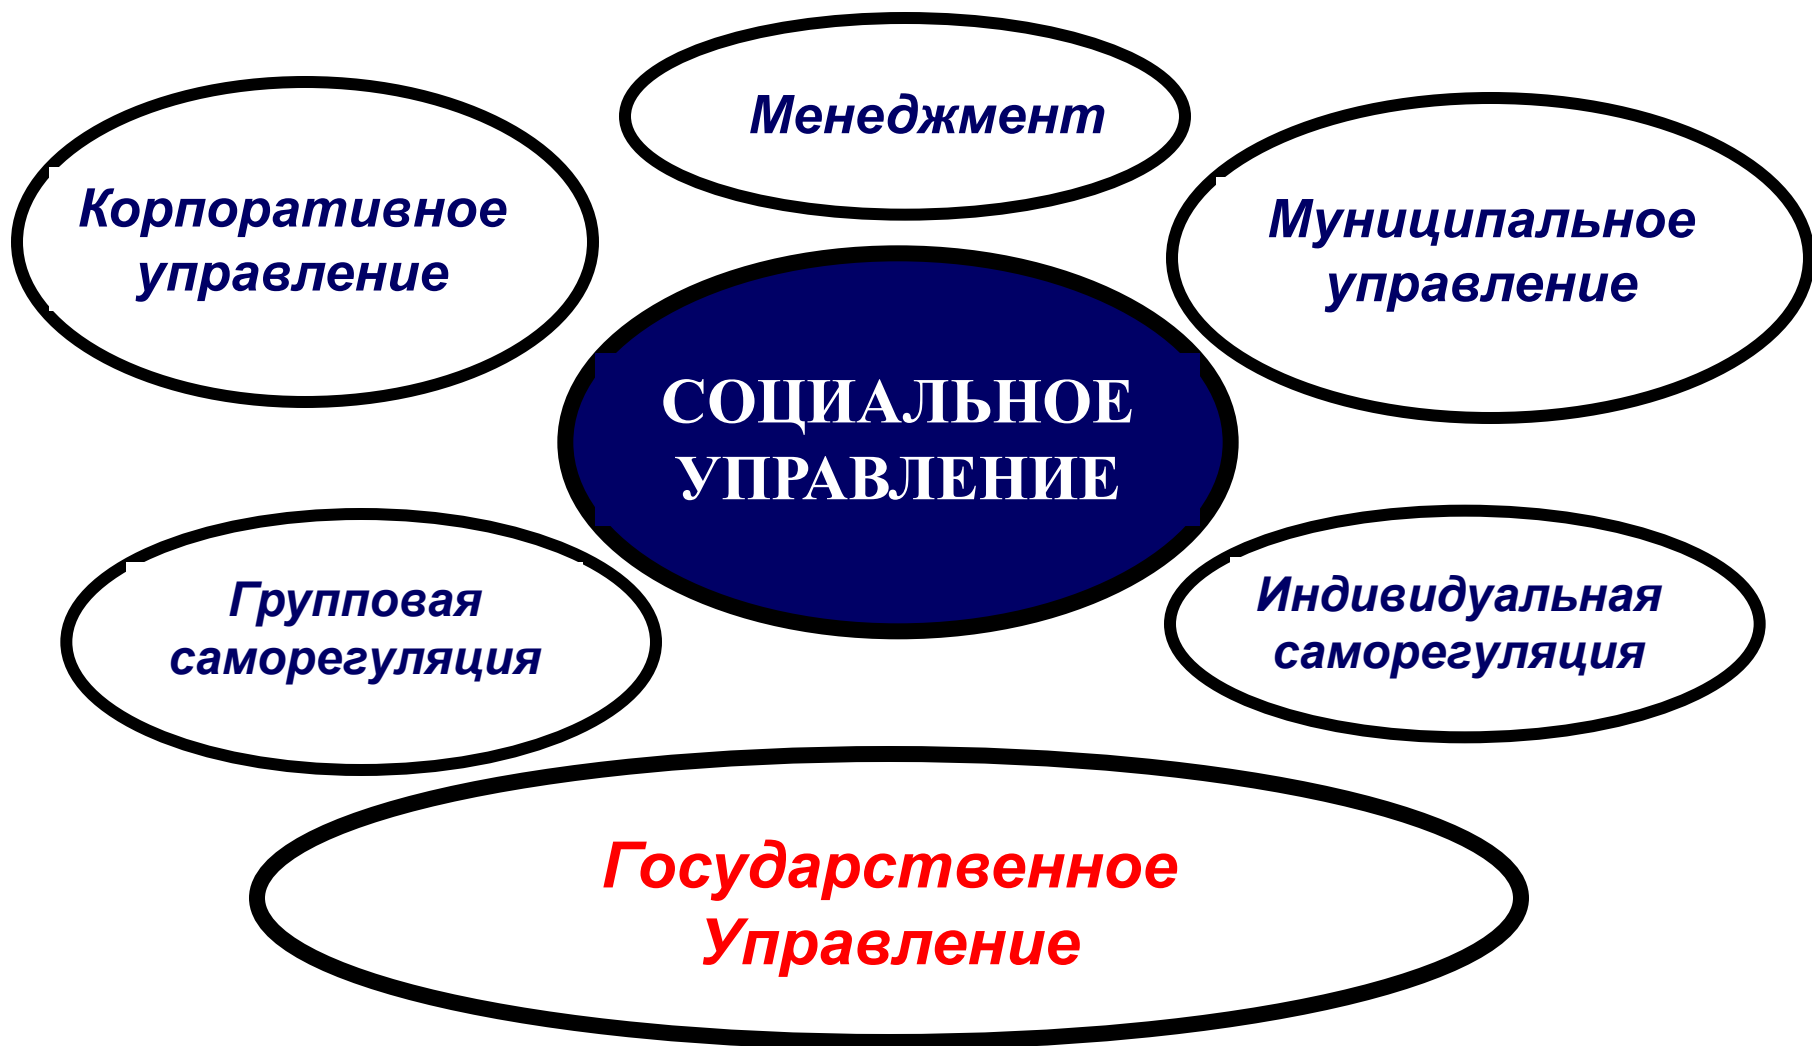 Менеджмент
Корпоративное
управление
Муниципальное
управление
СОЦИАЛЬНОЕ
УПРАВЛЕНИЕ
Групповая
саморегуляция
Индивидуальная
саморегуляция
Государственное
Управление